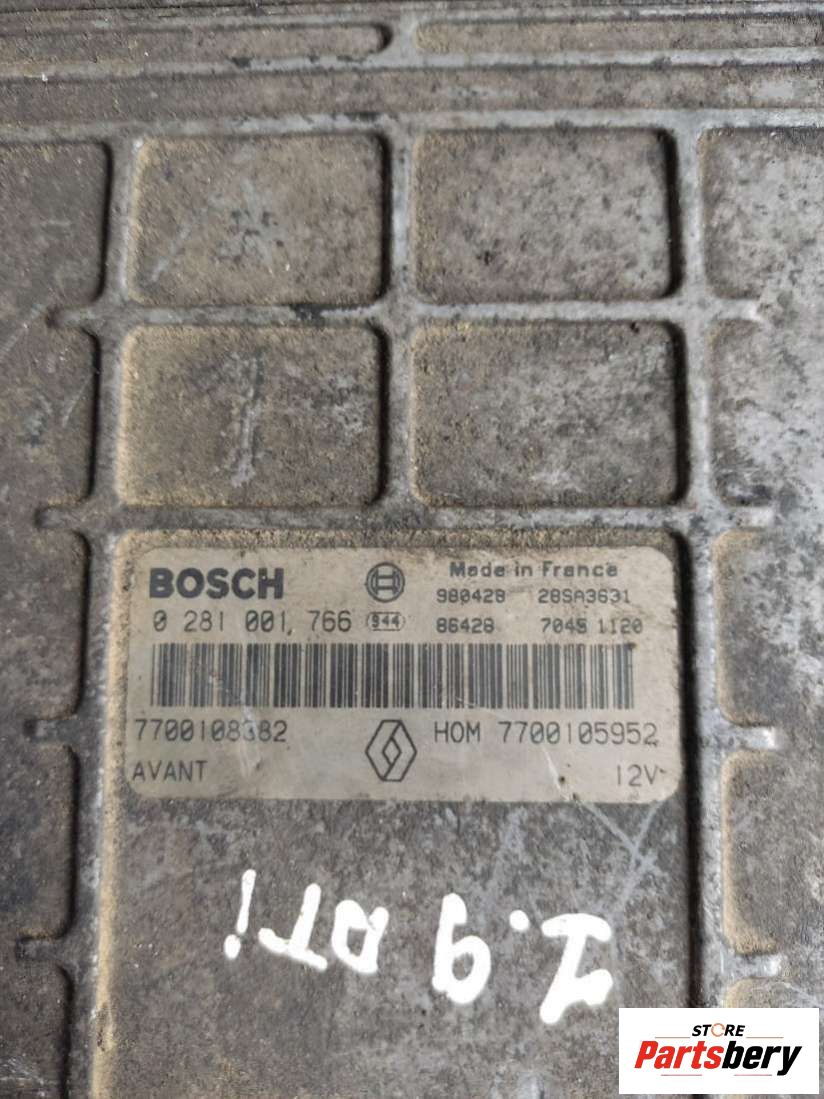 BOSCH
Made in France
980428 28SA3631
0 281 001 766 944 86428 7045 1120
7700108382 HOM 7700105952
AVANT 12V
1.9 DTi
STORE
Partsbery